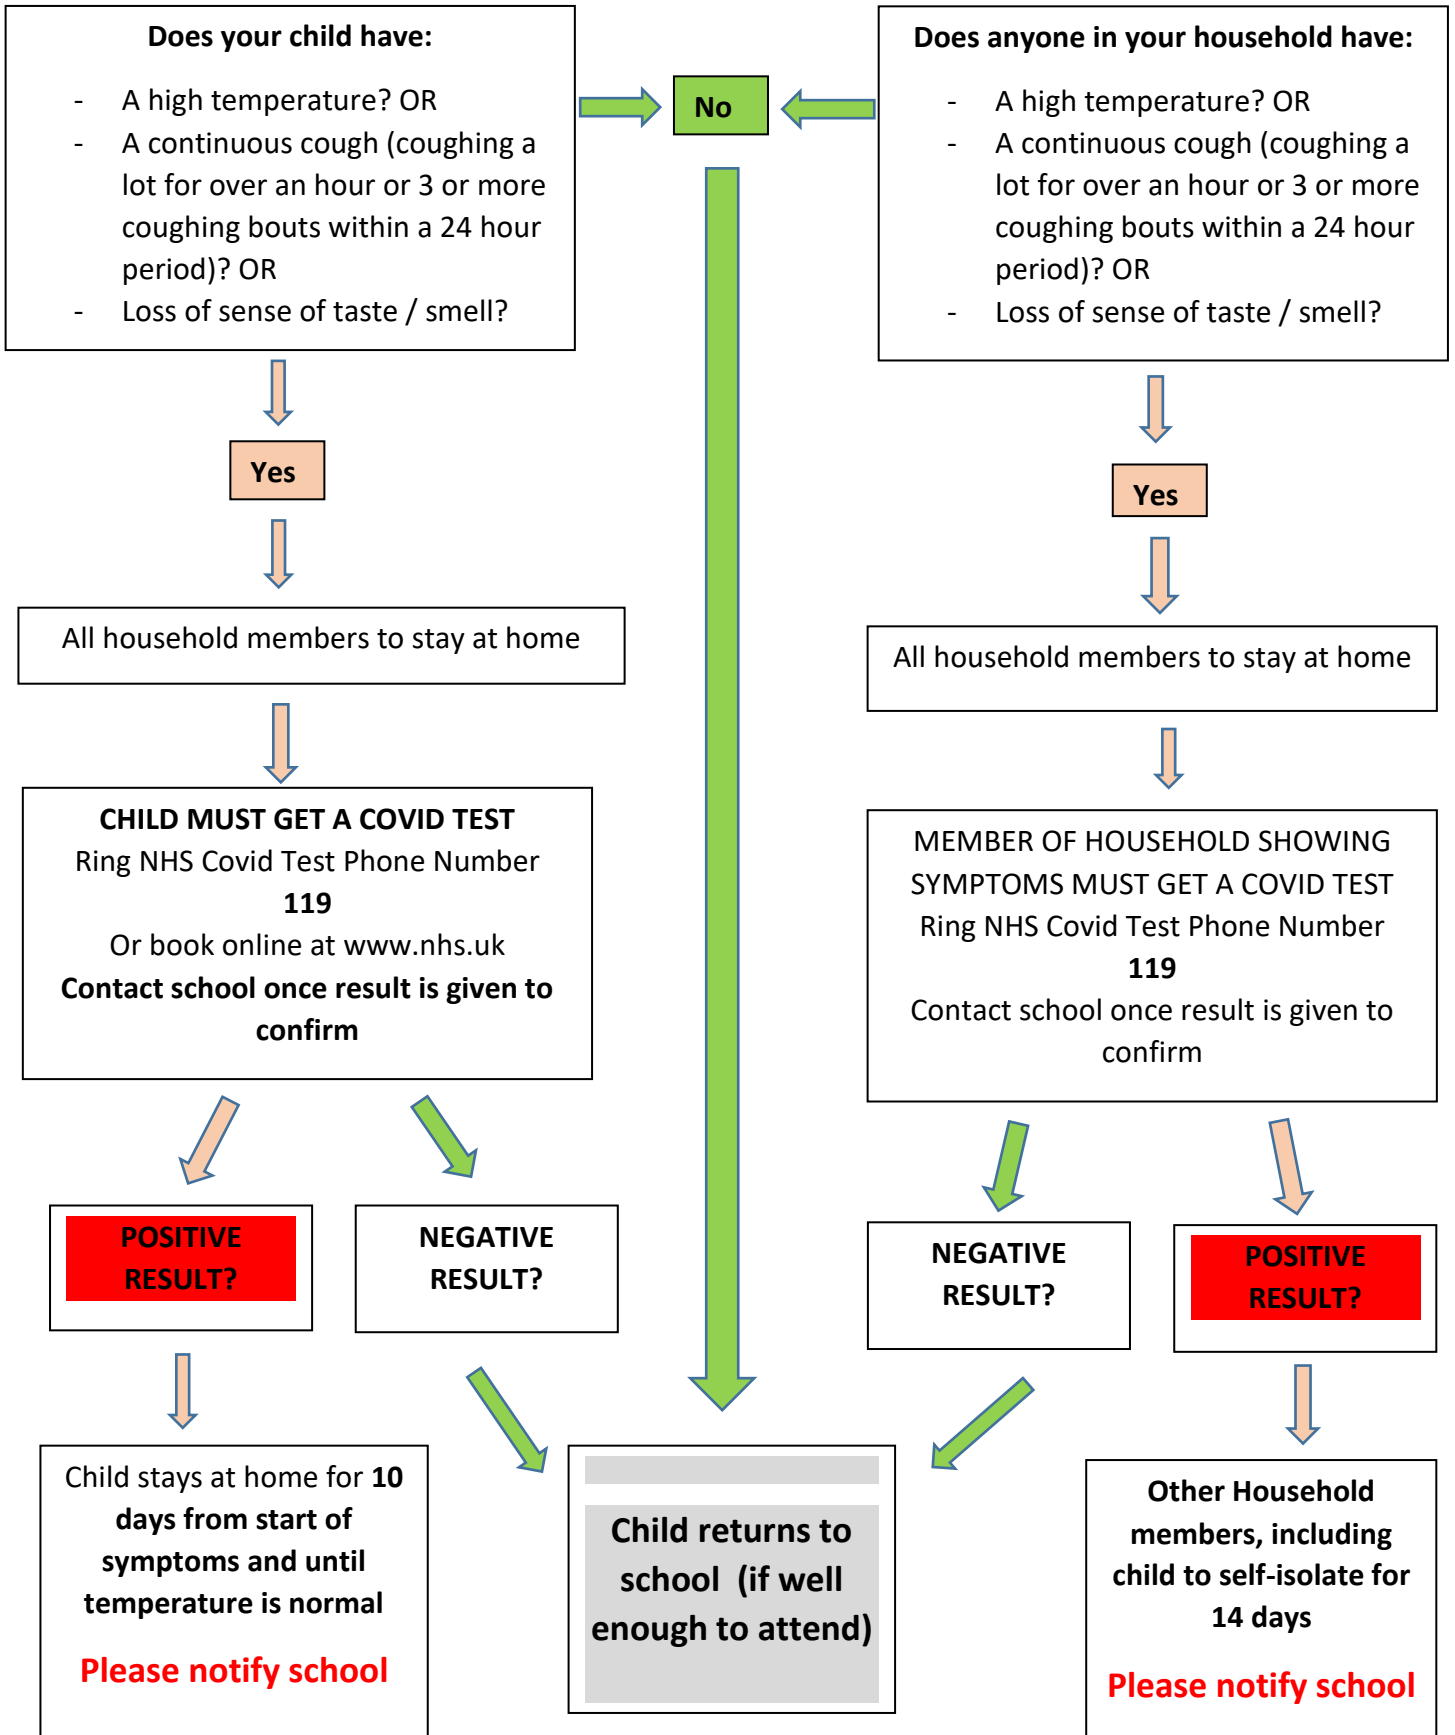 Does your child have:
- A high temperature? OR
- A continuous cough (coughing a
lot for over an hour or 3 or more
coughing bouts within a 24 hour
period)? OR
- Loss of sense of taste / smell?
No
Does anyone in your household have:
- A high temperature? OR
- A continuous cough (coughing a
lot for over an hour or 3 or more
coughing bouts within a 24 hour
period)? OR
- Loss of sense of taste / smell?
Yes
Yes
All household members to stay at home
All household members to stay at home
CHILD MUST GET A COVID TEST
Ring NHS Covid Test Phone Number
119
Or book online at www.nhs.uk
Contact school once result is given to
confirm
MEMBER OF HOUSEHOLD SHOWING
SYMPTOMS MUST GET A COVID TEST
Ring NHS Covid Test Phone Number
119
Contact school once result is given to
confirm
POSITIVE
RESULT?
NEGATIVE
RESULT?
NEGATIVE
RESULT?
POSITIVE
RESULT?
Child stays at home for 10
days from start of
symptoms and until
temperature is normal
Please notify school
Child returns to
school (if well
enough to attend)
Other Household
members, including
child to self-isolate for
14 days
Please notify school